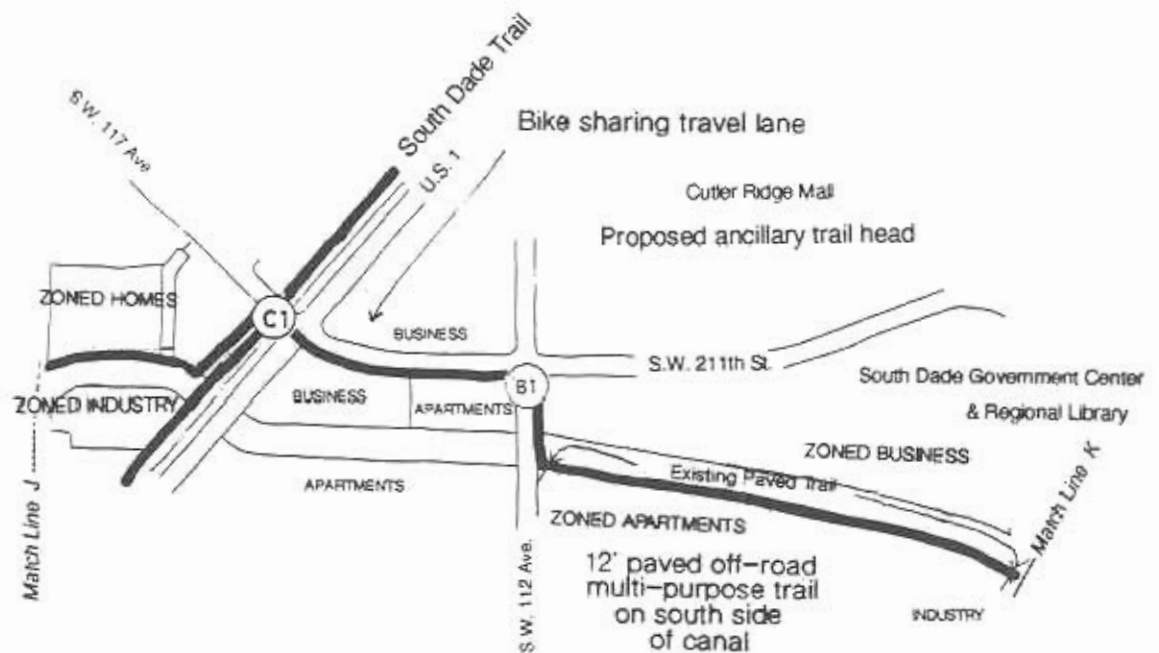 South Dade Trail
S.W. 117 Ave
U.S. 1
Bike sharing travel lane
Cutler Ridge Mall
Proposed ancillary trail head
ZONED HOMES
C1
BUSINESS
S.W. 211th St.
B1
South Dade Government Center
& Regional Library
ZONED INDUSTRY
BUSINESS
APARTMENTS
ZONED BUSINESS
Existing Paved Trail
APARTMENTS
ZONED APARTMENTS
Match Line J
Match Line K
S.W. 112 Ave.
12' paved off-road
multi-purpose trail
on south side
of canal
INDUSTRY